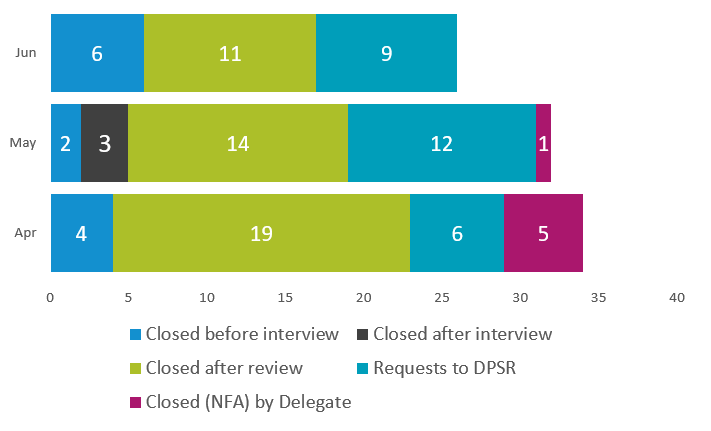 Jun 6 11 9
May 2 3 14 12 1
Apr 4 19 6 5
0 5 10 15 20 25 30 35 40
Closed before interview Closed after interview
Closed after review Requests to DPSR
Closed (NFA) by Delegate